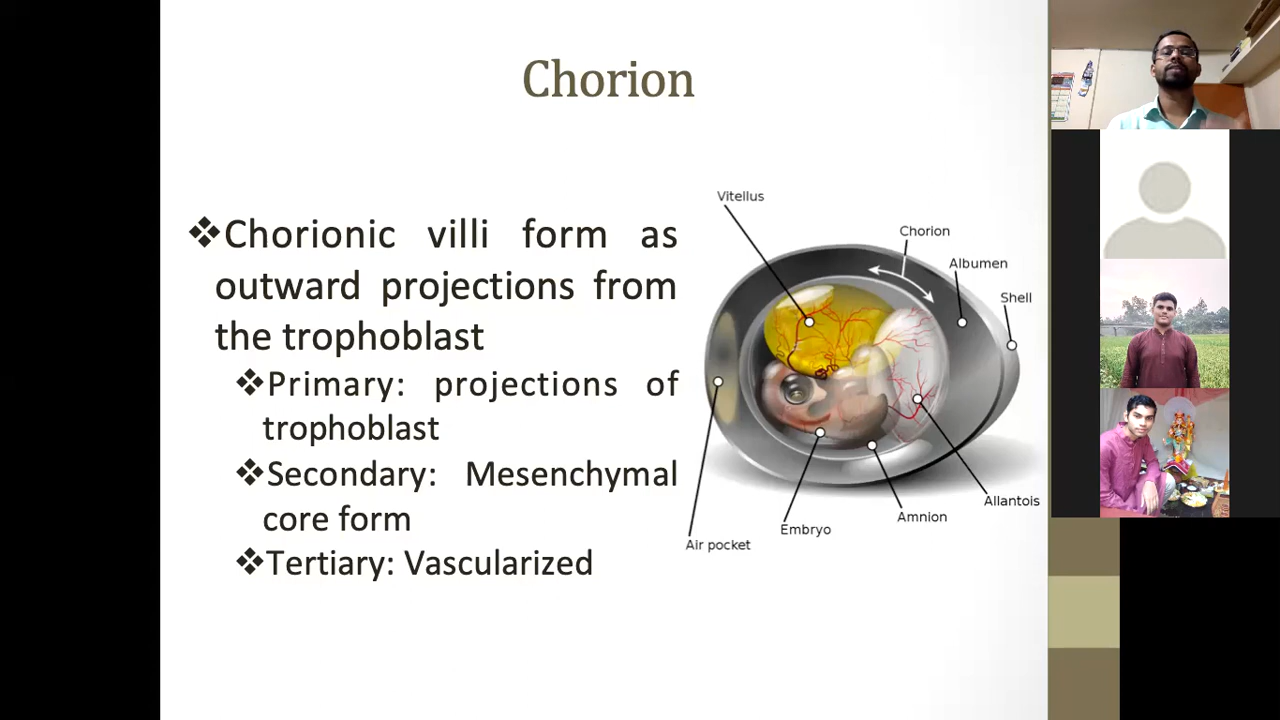 Chorion
❖Chorionic villi form as
outward projections from
the trophoblast
❖Primary: projections of
trophoblast
❖Secondary: Mesenchymal
core form
❖Tertiary: Vascularized
Vitellus
Chorion
Albumen
Shell
Allantois
Amnion
Embryo
Air pocket